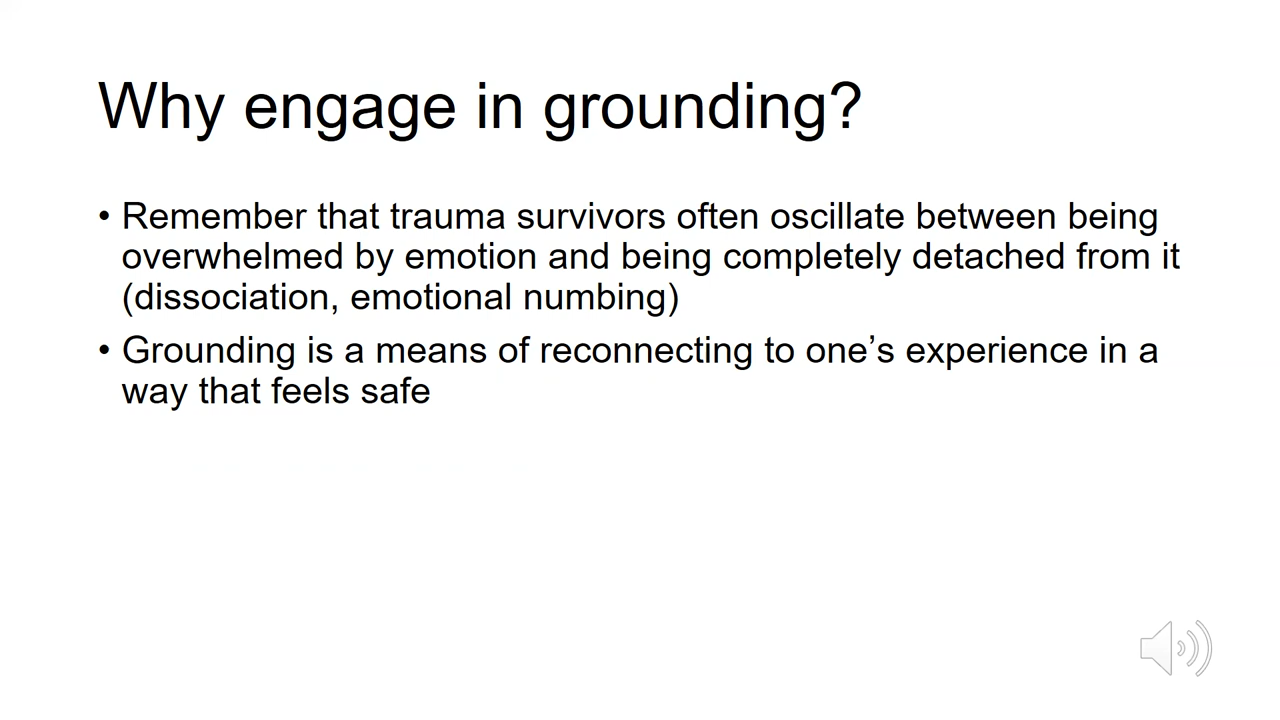 Why engage in grounding?
• Remember that trauma survivors often oscillate between being
overwhelmed by emotion and being completely detached from it
(dissociation, emotional numbing)
• Grounding is a means of reconnecting to one’s experience in a
way that feels safe